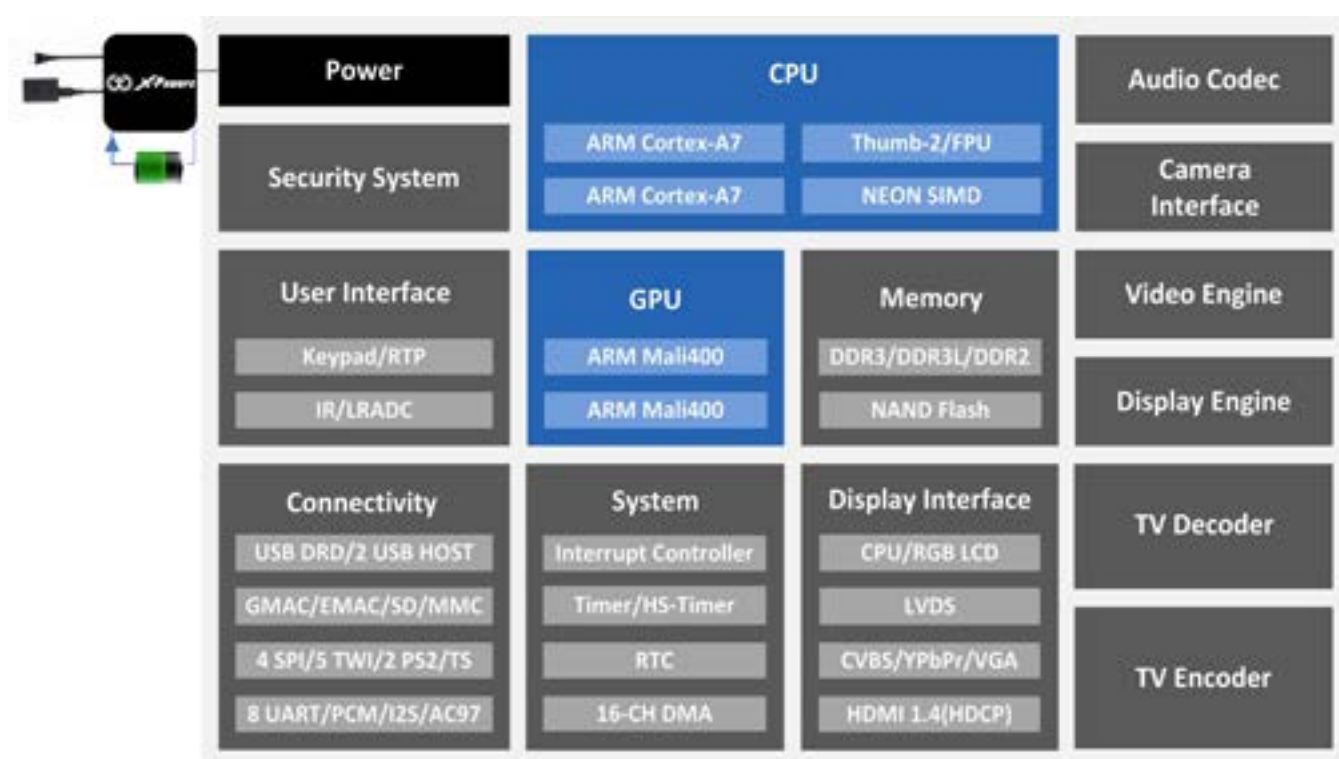 XPowers
Power
Security System
CPU
ARM Cortex-A7
Thumb-2/FPU
ARM Cortex-A7
NEON SIMD
Audio Codec
Camera
Interface
User Interface
Keypad/RTP
IR/LRADC
GPU
ARM Mali400
ARM Mali400
Memory
DDR3/DDR3L/DDR2
NAND Flash
Video Engine
Display Engine
Connectivity
USB DRD/2 USB HOST
GMAC/EMAC/SD/MMC
4 SPI/5 TWI/2 PS2/TS
8 UART/PCM/I2S/AC97
System
Interrupt Controller
Timer/HS-Timer
RTC
16-CH DMA
Display Interface
CPU/RGB LCD
LVDS
CVBS/YPbPr/VGA
HDMI 1.4(HDCP)
TV Decoder
TV Encoder